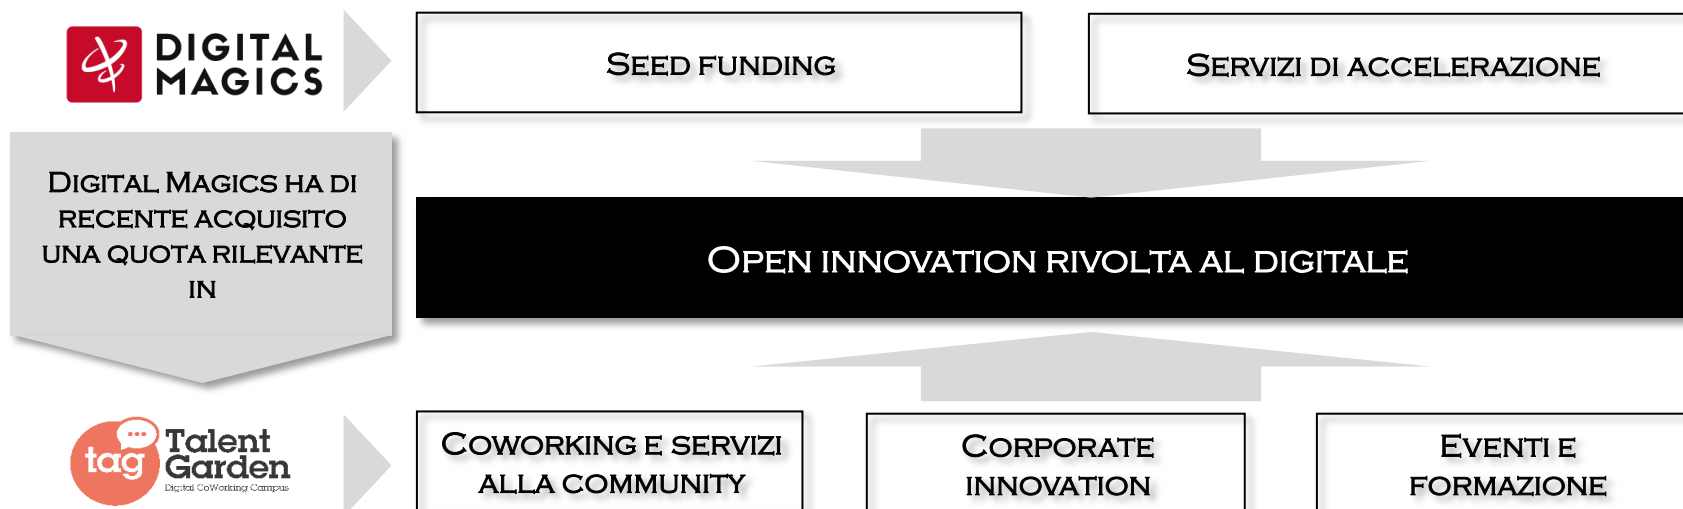 DIGITAL
MAGICS
SEED FUNDING
SERVIZI DI ACCELERAZIONE
DIGITAL MAGICS HA DI
RECENTE ACQUISITO
UNA QUOTA RILEVANTE
IN
OPEN INNOVATION RIVOLTA AL DIGITALE
tag
Talent
Garden
Digital CoWorking Campus
COWORKING E SERVIZI
ALLA COMMUNITY
CORPORATE
INNOVATION
EVENTI E
FORMAZIONE